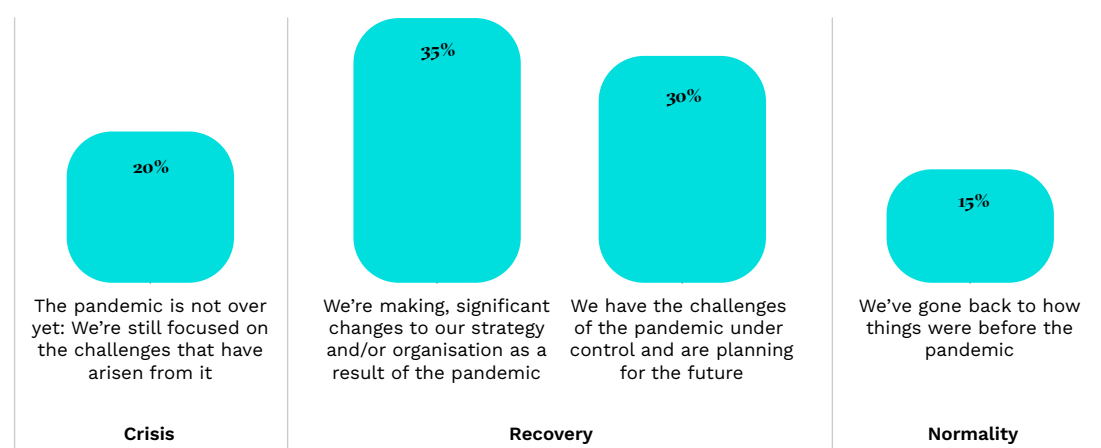 20%
35%
30%
15%
The pandemic is not over
yet: We're still focused on
the challenges that have
arisen from it
We're making, significant
changes to our strategy
and/or organisation as a
result of the pandemic
We have the challenges
of the pandemic under
control and are planning
for the future
We've gone back to how
things were before the
pandemic
Crisis
Recovery
Normality